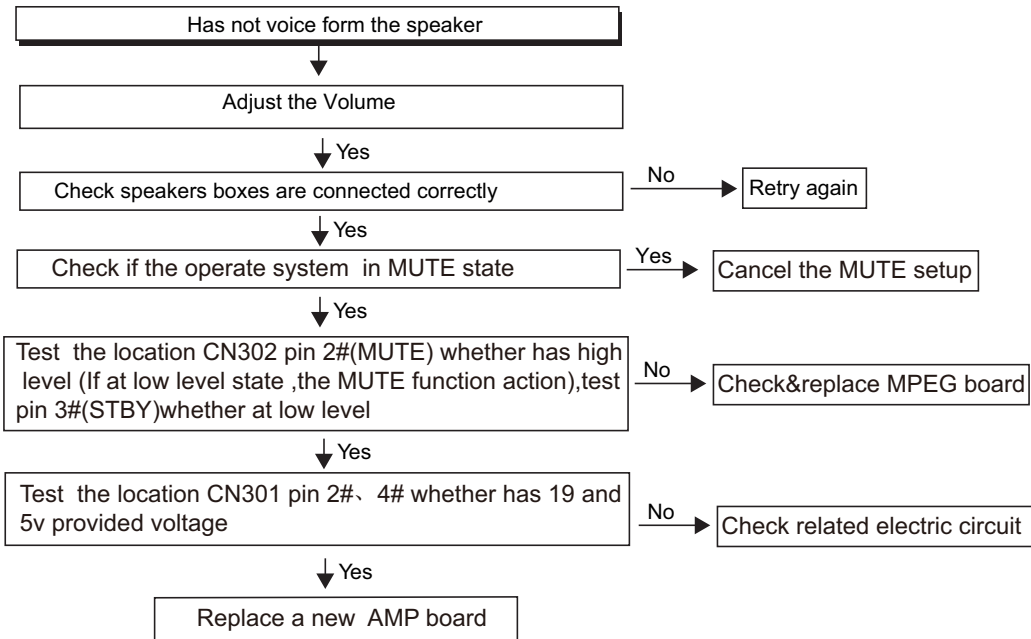 Has not voice form the speaker
Adjust the Volume
Yes
Check speakers boxes are connected correctly
No
Retry again
Yes
Check if the operate system in MUTE state
Yes
Cancel the MUTE setup
Yes
Test the location CN302 pin 2#(MUTE) whether has high
level (If at low level state ,the MUTE function action),test
pin 3#(STBY)whether at low level
No
Check&replace MPEG board
Yes
Test the location CN301 pin 2#、4# whether has 19 and
5v provided voltage
No
Check related electric circuit
Yes
Replace a new AMP board